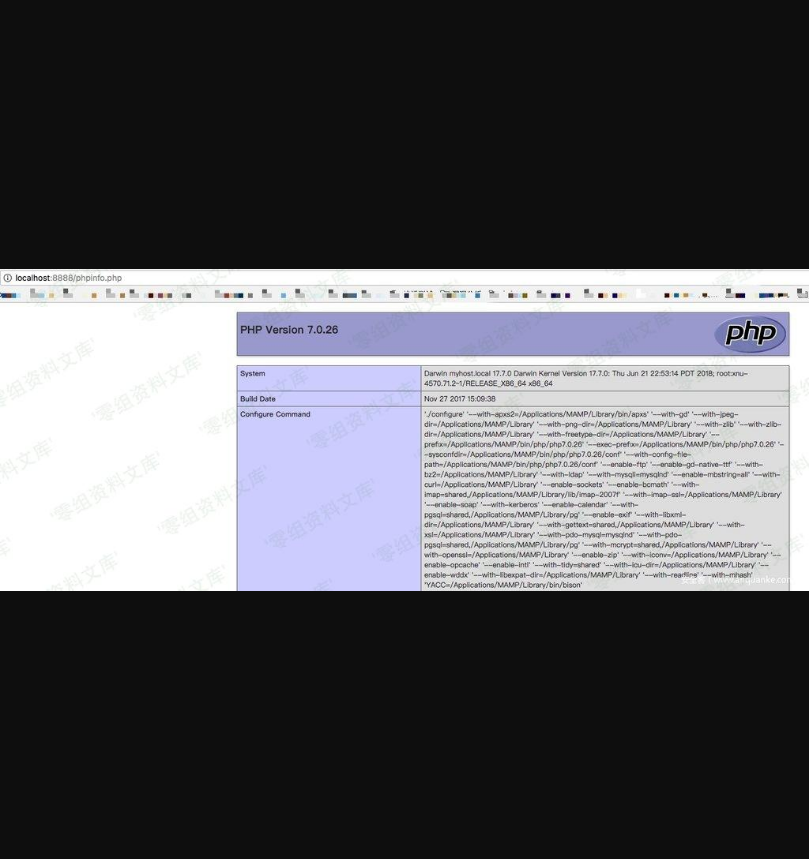 localhost:8888/phpinfo.php
PHP Version 7.0.26
php
System
Darwin myhost.local 17.7.0 Darwin Kernel Version 17.7.0: Thu Jun 21 22:53:14 PDT 2018; root:xnu-
4570.71.2~1/RELEASE_X86_64 x86_64
Build Date
Nov 27 2017 15:09:38
Configure Command
'./configure' '--with-apxs2=/Applications/MAMP/Library/bin/apxs' '--with-gd' '--with-jpeg-
dir=/Applications/MAMP/Library' '--with-png-dir=/Applications/MAMP/Library' '--with-zlib' '--with-zlib-
dir=/Applications/MAMP/Library' '--with-freetype-dir=/Applications/MAMP/Library' '--
prefix=/Applications/MAMP/bin/php/php7.0.26' '--exec-prefix=/Applications/MAMP/bin/php/php7.0.26' '-
-sysconfdir=/Applications/MAMP/bin/php/php7.0.26/conf' '--with-config-file-
path=/Applications/MAMP/bin/php/php7.0.26/conf' '--enable-ftp' '--enable-gd-native-ttf' '--with-
bz2=/Applications/MAMP/Library' '--with-ldap' '--with-mysqli=mysqlnd' '--enable-mbstring=all' '--with-
curl=/Applications/MAMP/Library' '--enable-sockets' '--enable-bcmath' '--with-
imap=shared,/Applications/MAMP/Library/lib/imap-2007f' '--with-imap-ssl=/Applications/MAMP/Library'
'--enable-soap' '--with-kerberos' '--enable-calendar' '--with-
pgsql=shared,/Applications/MAMP/Library/pg' '--enable-exif' '--with-libxml-
dir=/Applications/MAMP/Library' '--with-gettext=shared,/Applications/MAMP/Library' '--with-
xsl=/Applications/MAMP/Library' '--with-pdo-mysql=mysqlnd' '--with-pdo-
pgsql=shared,/Applications/MAMP/Library/pg' '--with-mcrypt=shared,/Applications/MAMP/Library' '--
with-openssl=/Applications/MAMP/Library' '--enable-zip' '--with-iconv=/Applications/MAMP/Library' '--
enable-opcache' '--enable-intl' '--with-tidy=shared' '--with-icu-dir=/Applications/MAMP/Library' '--
enable-wddx' '--with-libexpat-dir=/Applications/MAMP/Library' '--with-readline' '--with-mhash'
'YACC=/Applications/MAMP/Library/bin/bison'
零组资料文库